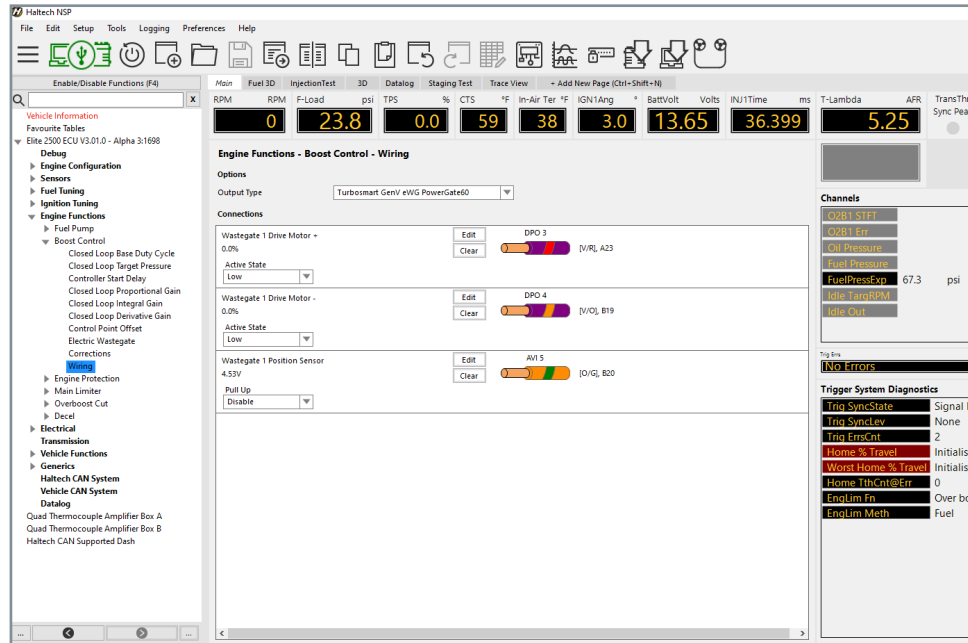 Haltech NSP
File Edit Setup Tools Logging Preferences Help
Enable/Disable Functions (F4)
x
Vehicle Information
Favourite Tables
Elite 2500 ECU V3.01.0 - Alpha 3:1698
Debug
Engine Configuration
Sensors
Fuel Tuning
Ignition Tuning
Engine Functions
Fuel Pump
Boost Control
Closed Loop Base Duty Cycle
Closed Loop Target Pressure
Controller Start Delay
Closed Loop Proportional Gain
Closed Loop Integral Gain
Closed Loop Derivative Gain
Control Point Offset
Electric Wastegate
Corrections
Wiring
Engine Protection
Main Limiter
Overboost Cut
Decel
Electrical
Transmission
Vehicle Functions
Generics
Haltech CAN System
Vehicle CAN System
Datalog
Quad Thermocouple Amplifier Box A
Quad Thermocouple Amplifier Box B
Haltech CAN Supported Dash
... ...
Main Fuel 3D InjectionTest 3D Datalog Staging Test Trace View + Add New Page (Ctrl+Shift+N)
RPM RPM F-Load psi TPS % CTS °F In-Air Ter °F IGN1Ang ° BattVolt Volts INJ1Time ms T-Lambda AFR TransThr
0 23.8 0.0 59 38 3.0 13.65 36.399 5.25 Sync Pea
Engine Functions - Boost Control - Wiring
Options
Output Type Turbosmart GenV eWG PowerGate60
Connections
Wastegate 1 Drive Motor + Edit DPO 3
0.0% Clear [V/R], A23
Active State
Low
Wastegate 1 Drive Motor - Edit DPO 4
0.0% Clear [V/O], B19
Active State
Low
Wastegate 1 Position Sensor Edit AVI 5
4.53V Clear [O/G], B20
Pull Up
Disable
Channels
O2B1 STFT
O2B1 Err
Oil Pressure
Fuel Pressure
FuelPressExp 67.3 psi
Idle TargRPM
Idle Out
Trig Errs
No Errors
Trigger System Diagnostics
Trig SyncState Signal
Trig SyncLev None
Trig ErrsCnt 2
Home % Travel Initialis
Worst Home % Travel Initialis
Home TthCnt@Err 0
EngLim Fn Over bo
EngLim Meth Fuel